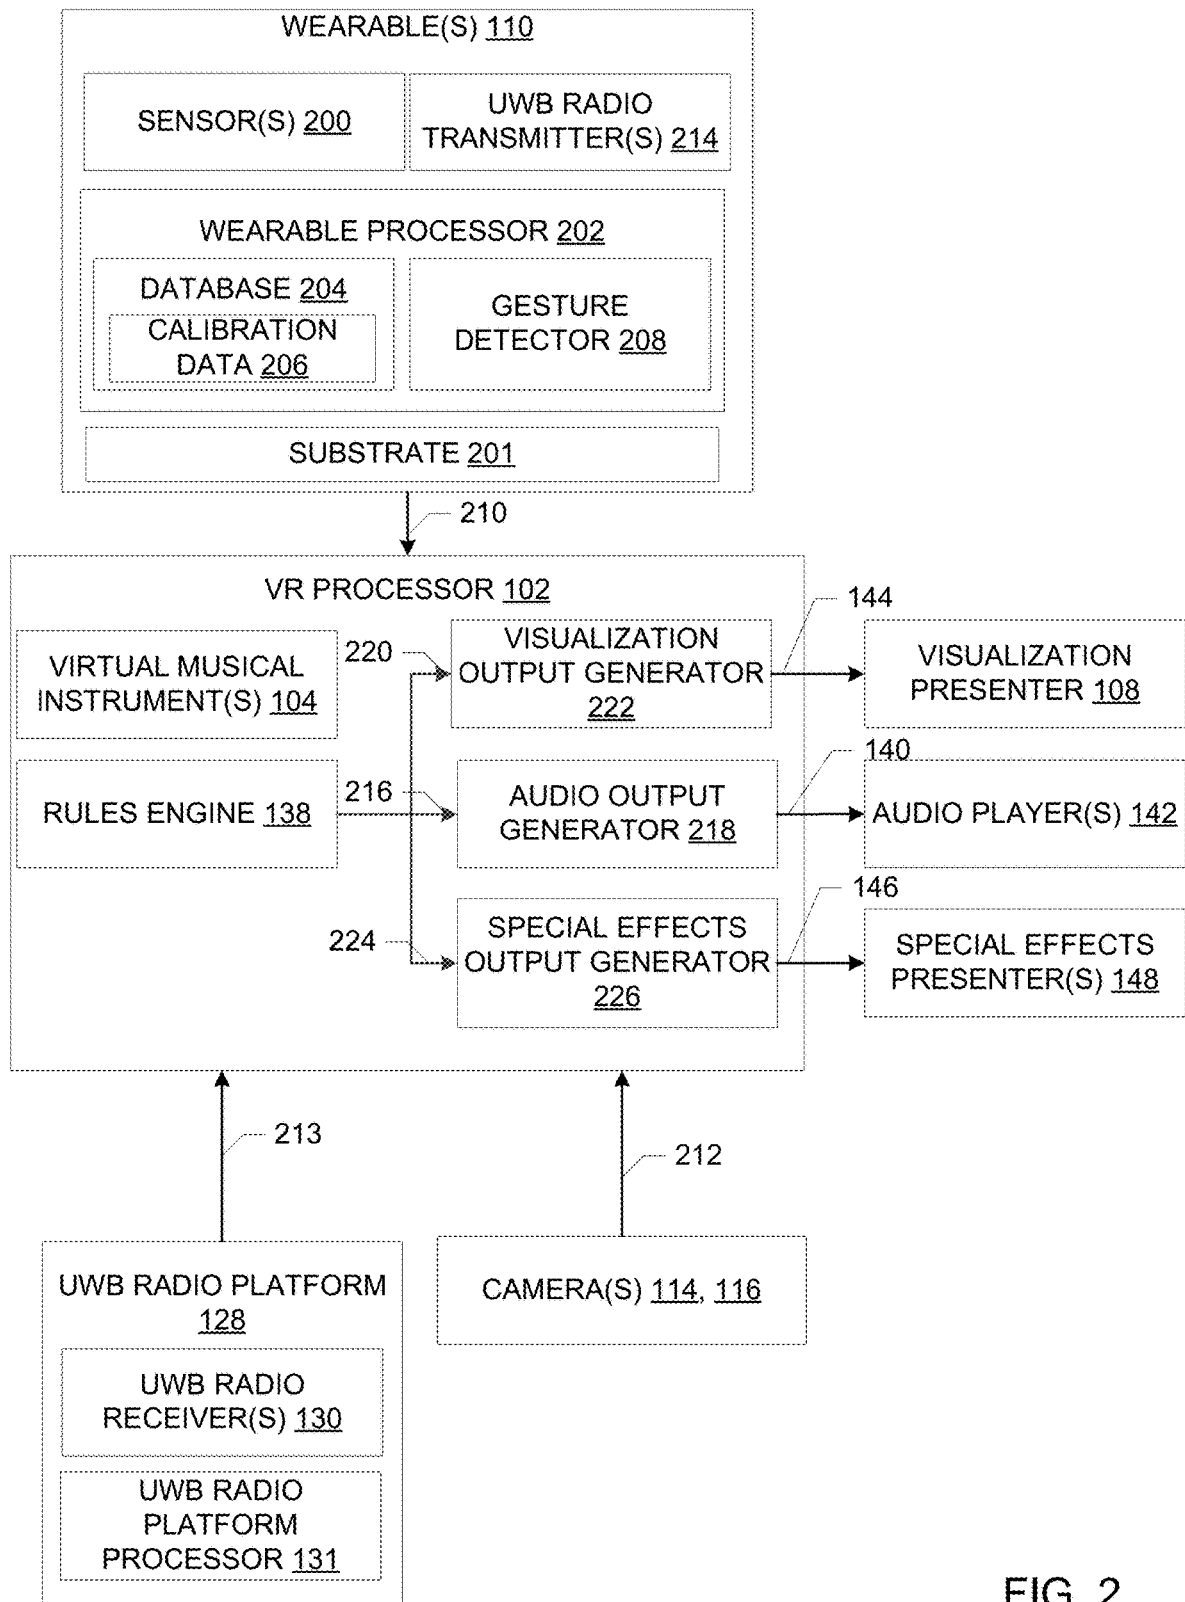 WEARABLE(S) 110
SENSOR(S) 200
UWB RADIO
TRANSMITTER(S) 214
WEARABLE PROCESSOR 202
DATABASE 204
CALIBRATION
DATA 206
GESTURE
DETECTOR 208
SUBSTRATE 201
210
VR PROCESSOR 102
VIRTUAL MUSICAL
INSTRUMENT(S) 104
220
VISUALIZATION
OUTPUT GENERATOR
222
144
VISUALIZATION
PRESENTER 108
RULES ENGINE 138
216
AUDIO OUTPUT
GENERATOR 218
140
AUDIO PLAYER(S) 142
224
SPECIAL EFFECTS
OUTPUT GENERATOR
226
146
SPECIAL EFFECTS
PRESENTER(S) 148
213
212
UWB RADIO PLATFORM
128
UWB RADIO
RECEIVER(S) 130
UWB RADIO
PLATFORM
PROCESSOR 131
CAMERA(S) 114, 116
FIG. 2